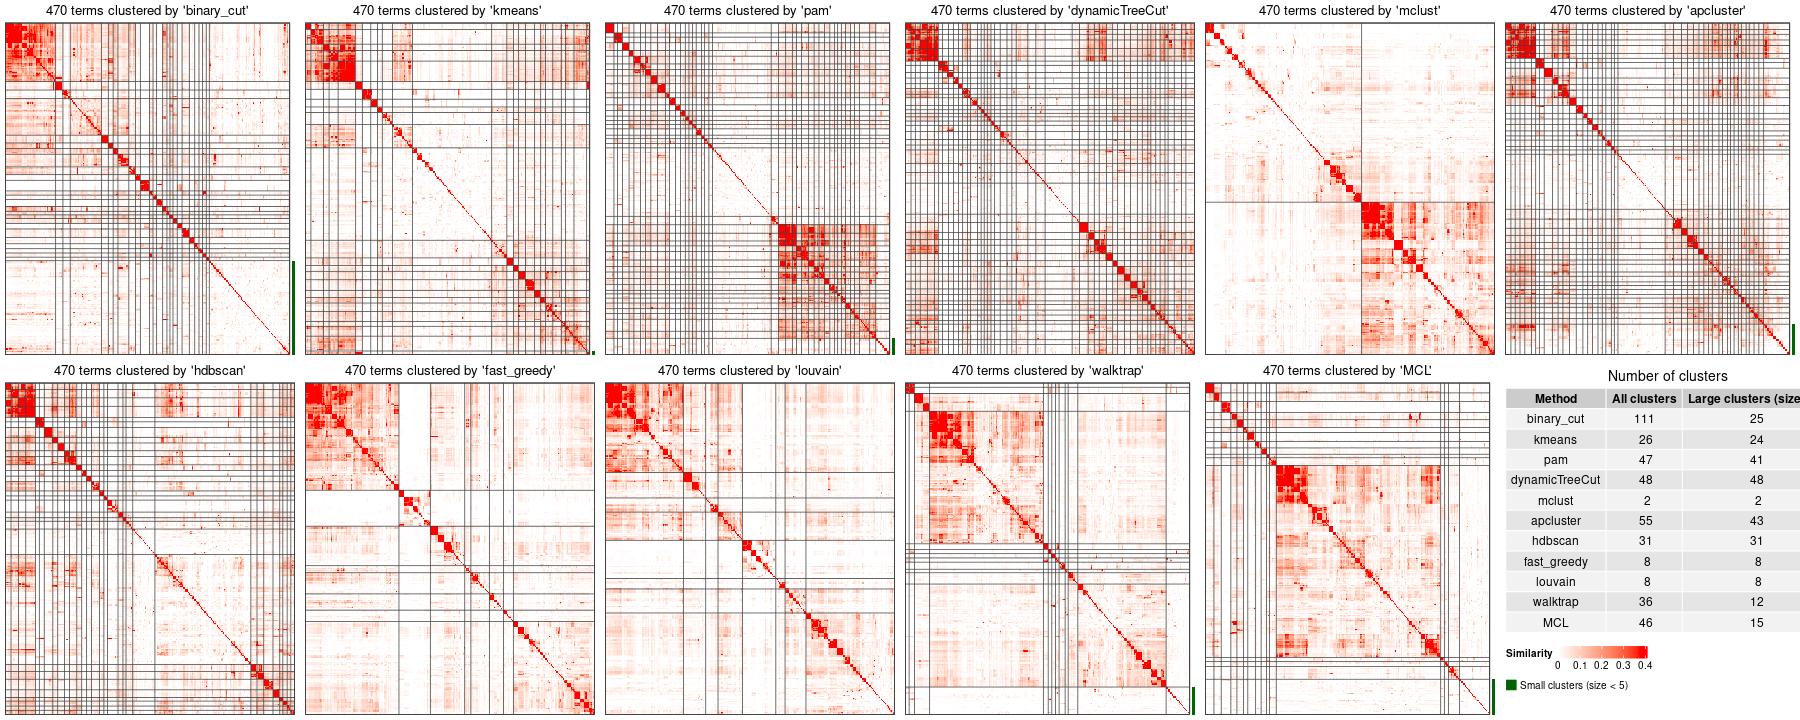 470 terms clustered by 'binary_cut'
470 terms clustered by 'kmeans'
470 terms clustered by 'pam'
470 terms clustered by 'dynamicTreeCut'
470 terms clustered by 'mclust'
470 terms clustered by 'apcluster'
470 terms clustered by 'hdbscan'
470 terms clustered by 'fast_greedy'
470 terms clustered by 'louvain'
470 terms clustered by 'walktrap'
470 terms clustered by 'MCL'
Number of clusters
Method All clusters Large clusters (size
binary_cut 111 25
kmeans 26 24
pam 47 41
dynamicTreeCut 48 48
mclust 2 2
apcluster 55 43
hdbscan 31 31
fast_greedy 8 8
louvain 8 8
walktrap 36 12
MCL 46 15
Similarity
0 0.1 0.2 0.3 0.4
Small clusters (size < 5)